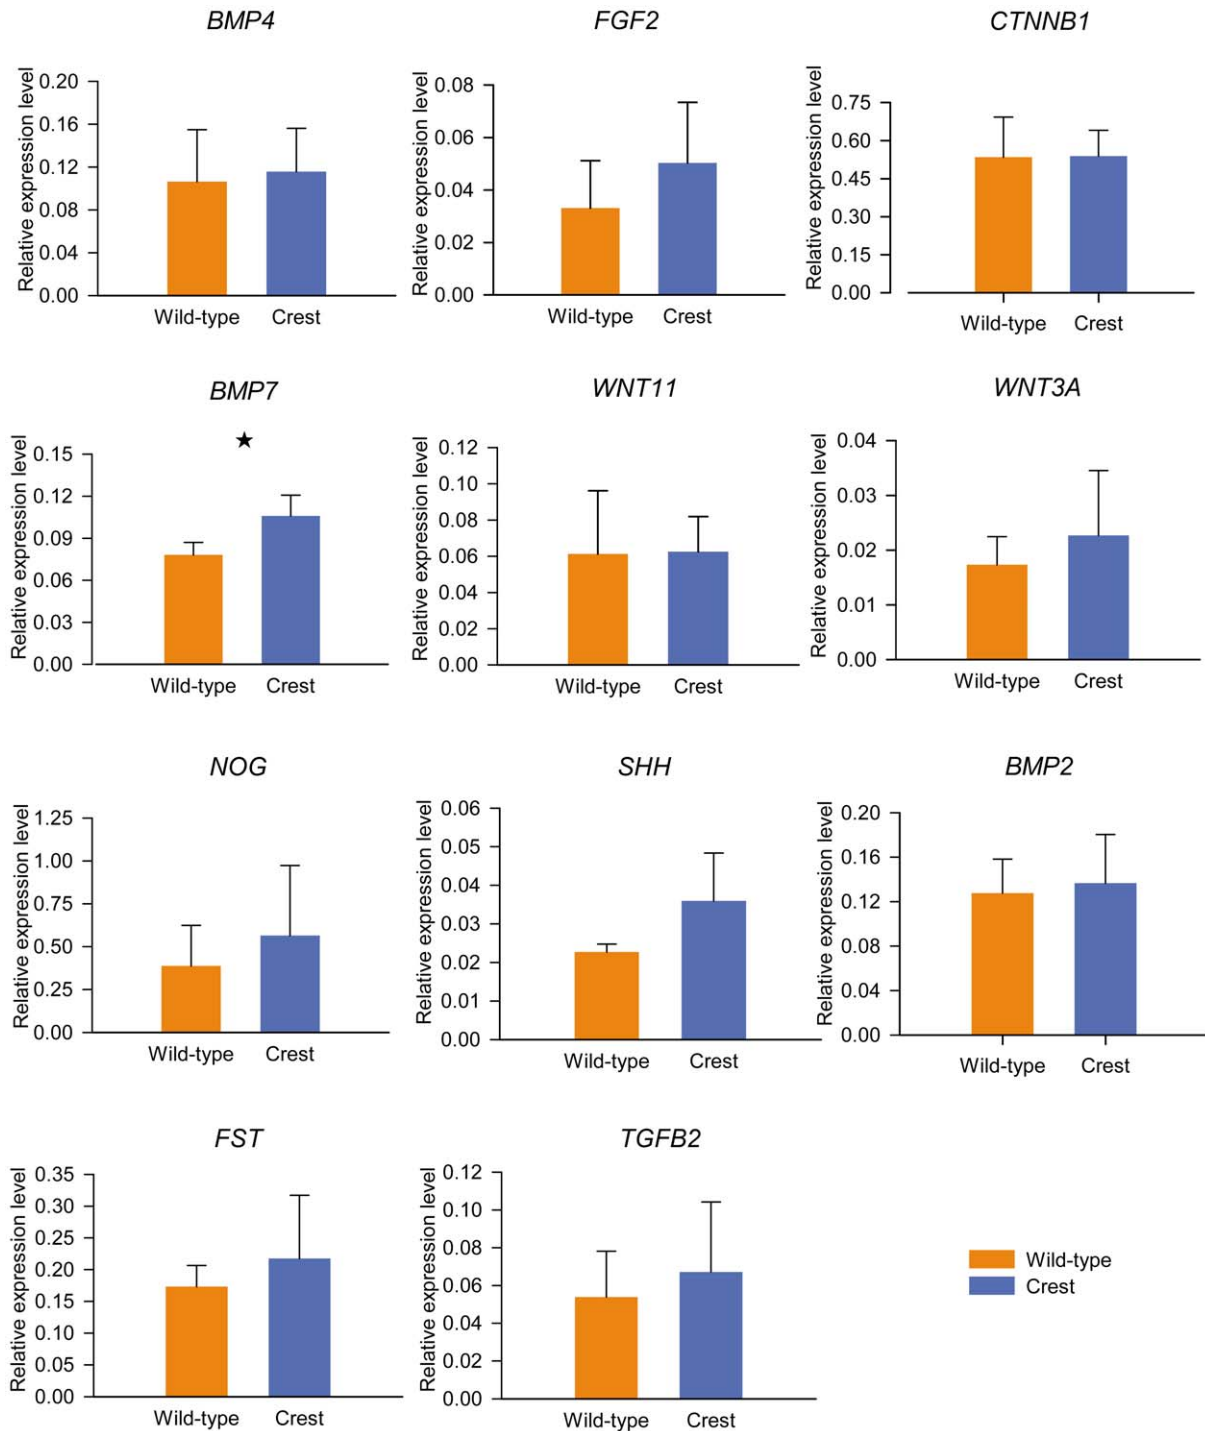 BMP4
Relative expression level
0.20
0.16
0.12
0.08
0.04
0.00
Wild-type Crest
FGF2
Relative expression level
0.08
0.06
0.04
0.02
0.00
Wild-type Crest
CTNNB1
Relative expression level
0.75
0.60
0.45
0.30
0.15
0.00
Wild-type Crest
BMP7
★
Relative expression level
0.15
0.12
0.09
0.06
0.03
0.00
Wild-type Crest
WNT11
Relative expression level
0.12
0.10
0.08
0.06
0.04
0.02
0.00
Wild-type Crest
WNT3A
Relative expression level
0.04
0.03
0.02
0.01
0.00
Wild-type Crest
NOG
Relative expression level
1.25
1.00
0.75
0.50
0.25
0.00
Wild-type Crest
SHH
Relative expression level
0.06
0.05
0.04
0.03
0.02
0.01
0.00
Wild-type Crest
BMP2
Relative expression level
0.20
0.16
0.12
0.08
0.04
0.00
Wild-type Crest
FST
Relative expression level
0.35
0.30
0.25
0.20
0.15
0.10
0.05
0.00
Wild-type Crest
TGFB2
Relative expression level
0.12
0.10
0.08
0.06
0.04
0.02
0.00
Wild-type Crest
Wild-type
Crest